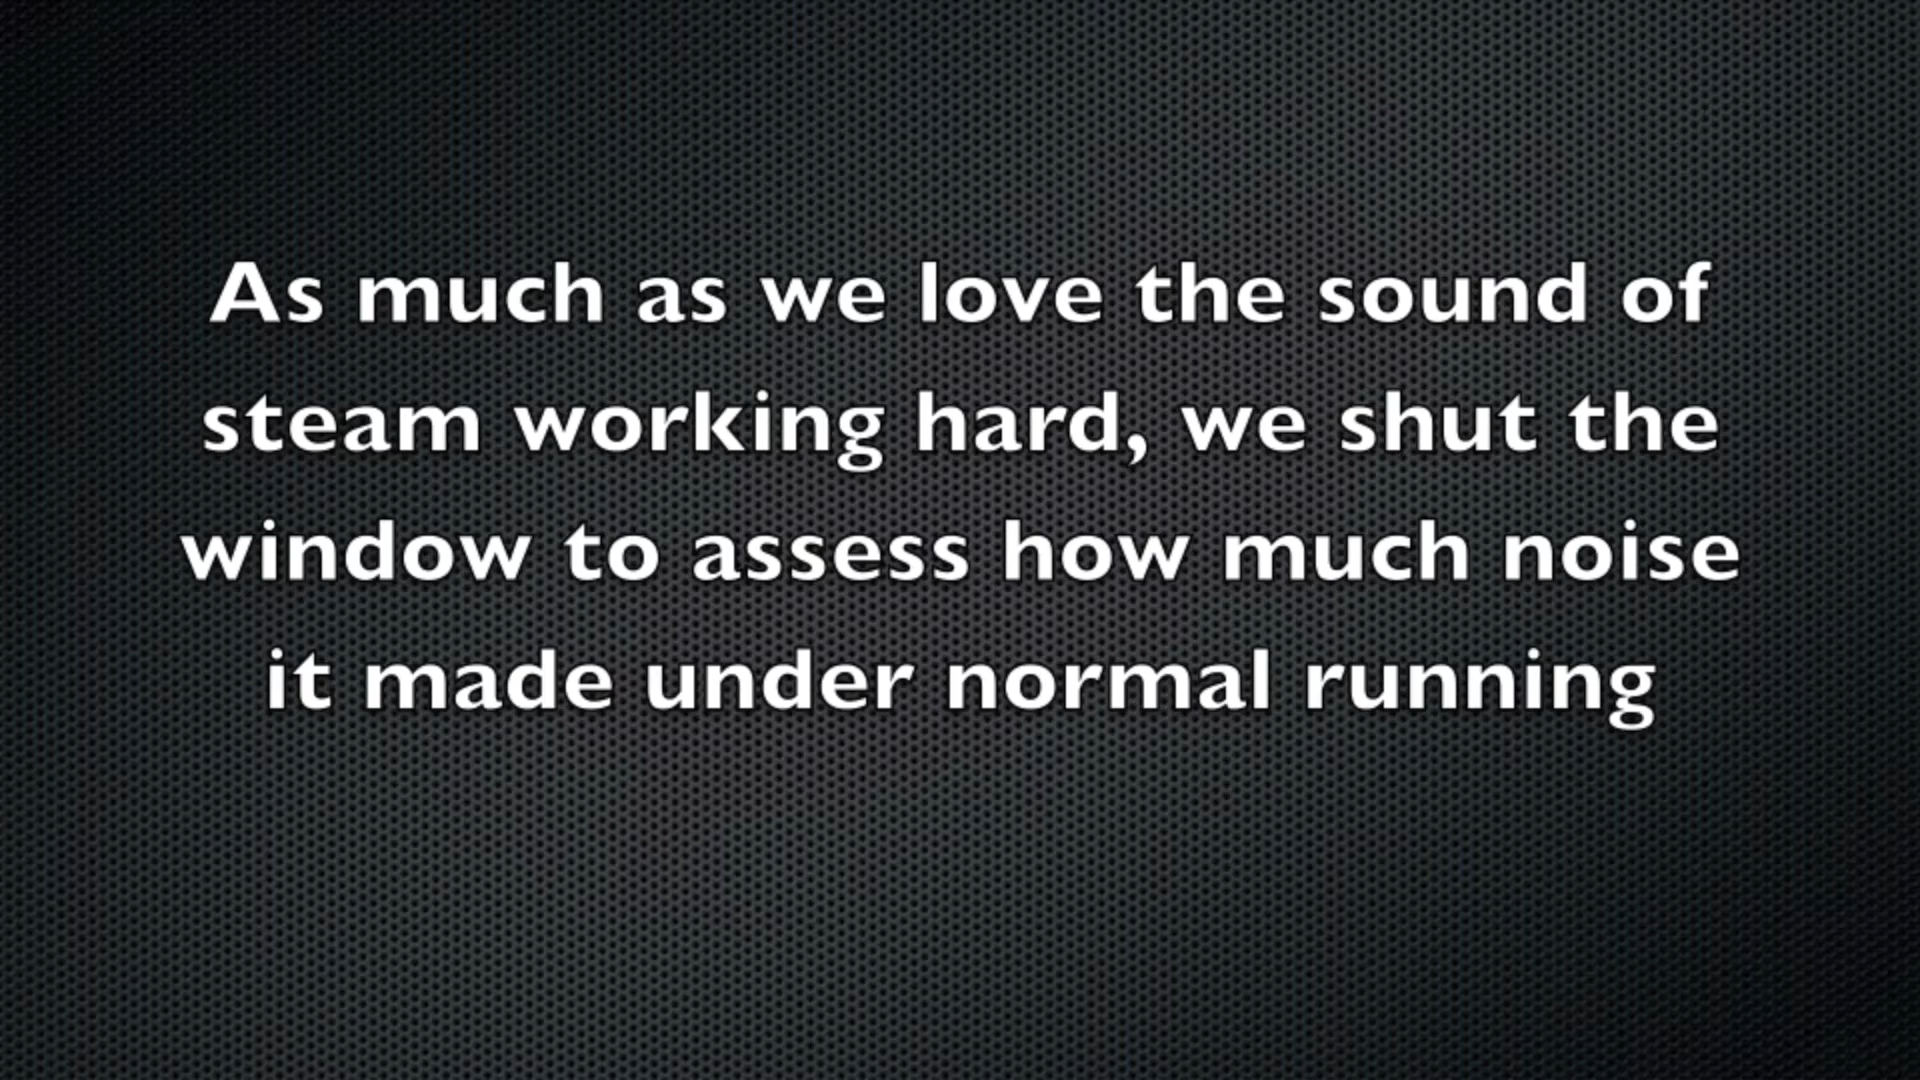 As much as we love the sound of
steam working hard, we shut the
window to assess how much noise
it made under normal running